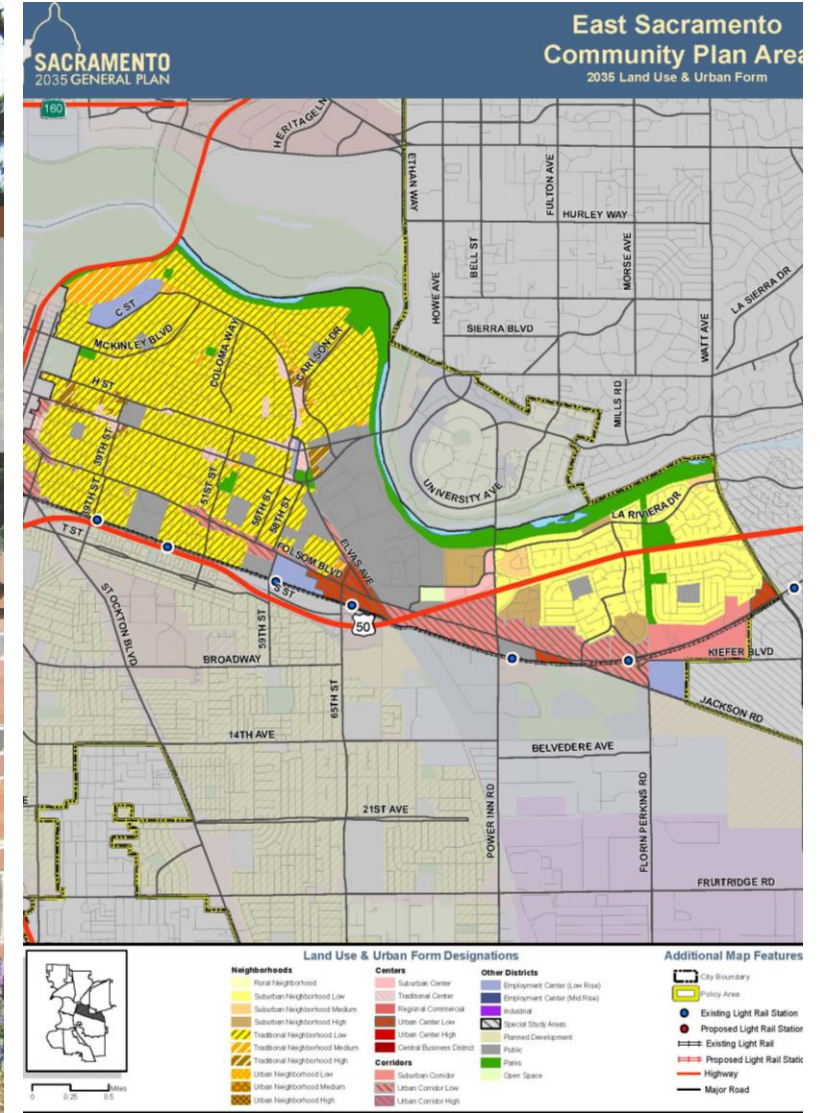 SACRAMENTO
2035 GENERAL PLAN
East Sacramento
Community Plan Area
2035 Land Use & Urban Form
160
HERITAGE LN
ETHAN WAY
FULTON AVE
HURLEY WAY
BELL ST
MORSE AVE
HOWE AVE
LA SIERRA DR
SIERRA BLVD
WATT AVE
C ST
MCKINLEY BLVD
COLOMA WAY
CARLSON DR
H ST
MILLS RD
39TH ST
UNIVERSITY AVE
51ST ST
56TH ST
58TH ST
LA RIVIERA DR
T ST
FOLSOM BLVD
ELVAS AVE
S ST
50
STOCKTON BLVD
59TH ST
BROADWAY
KIEFER BLVD
65TH ST
JACKSON RD
14TH AVE
BELVEDERE AVE
21ST AVE
POWER INN RD
FLORIN PERKINS RD
FRUITRIDGE RD
Land Use & Urban Form Designations
Neighborhoods
Rural Neighborhood
Suburban Neighborhood Low
Suburban Neighborhood Medium
Suburban Neighborhood High
Traditional Neighborhood Low
Traditional Neighborhood Medium
Traditional Neighborhood High
Urban Neighborhood Low
Urban Neighborhood Medium
Urban Neighborhood High
Centers
Suburban Center
Traditional Center
Regional Commercial
Urban Center Low
Urban Center High
Central Business District
Corridors
Suburban Corridor
Urban Corridor Low
Urban Corridor High
Other Districts
Employment Center (Low Rise)
Employment Center (Mid Rise)
Industrial
Special Study Areas
Planned Development
Public
Parks
Open Space
Additional Map Features
City Boundary
Policy Area
Existing Light Rail Station
Proposed Light Rail Station
Existing Light Rail
Proposed Light Rail Static
Highway
Major Road
0 0.25 0.5 Miles